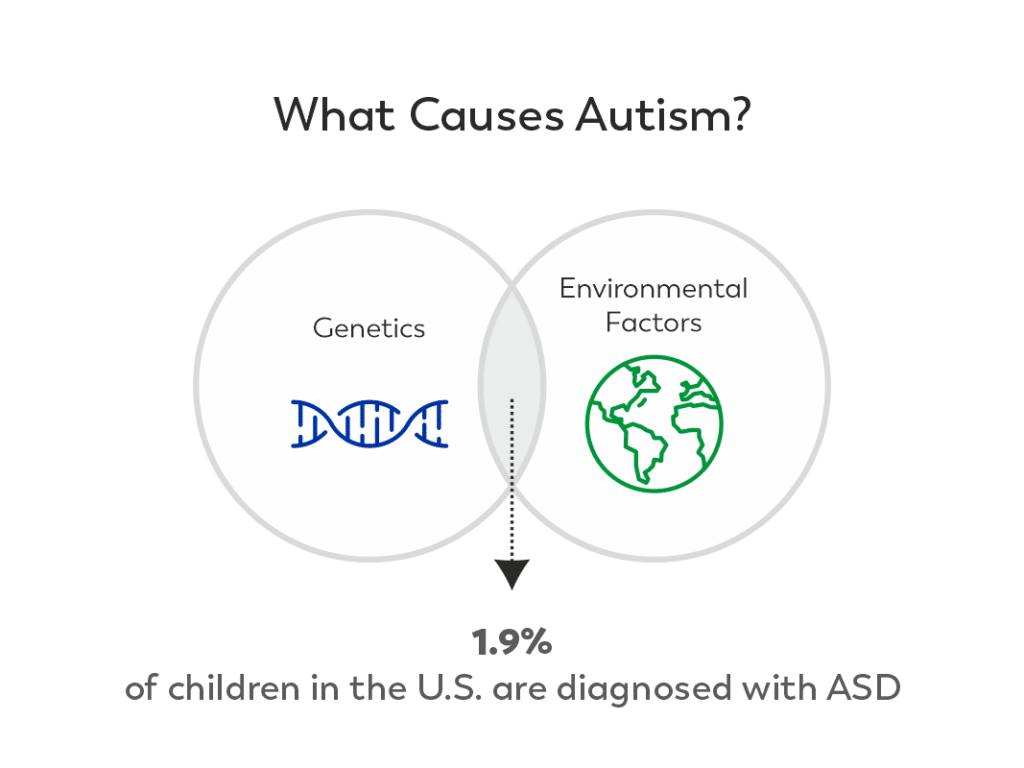 What Causes Autism?
Genetics
Environmental
Factors
1.9%
of children in the U.S. are diagnosed with ASD